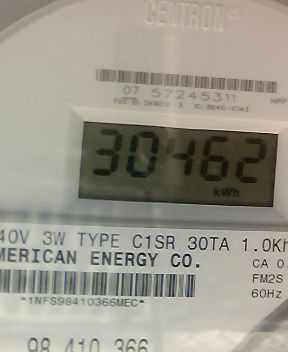 CENTRON®
07 57245311
30462
kWh
40V 3W TYPE C1SR 30TA 1.0Kh
MERICAN ENERGY CO.
CA 0.
FM2S
60Hz
*1NFS98410366MEC*
98 410 366